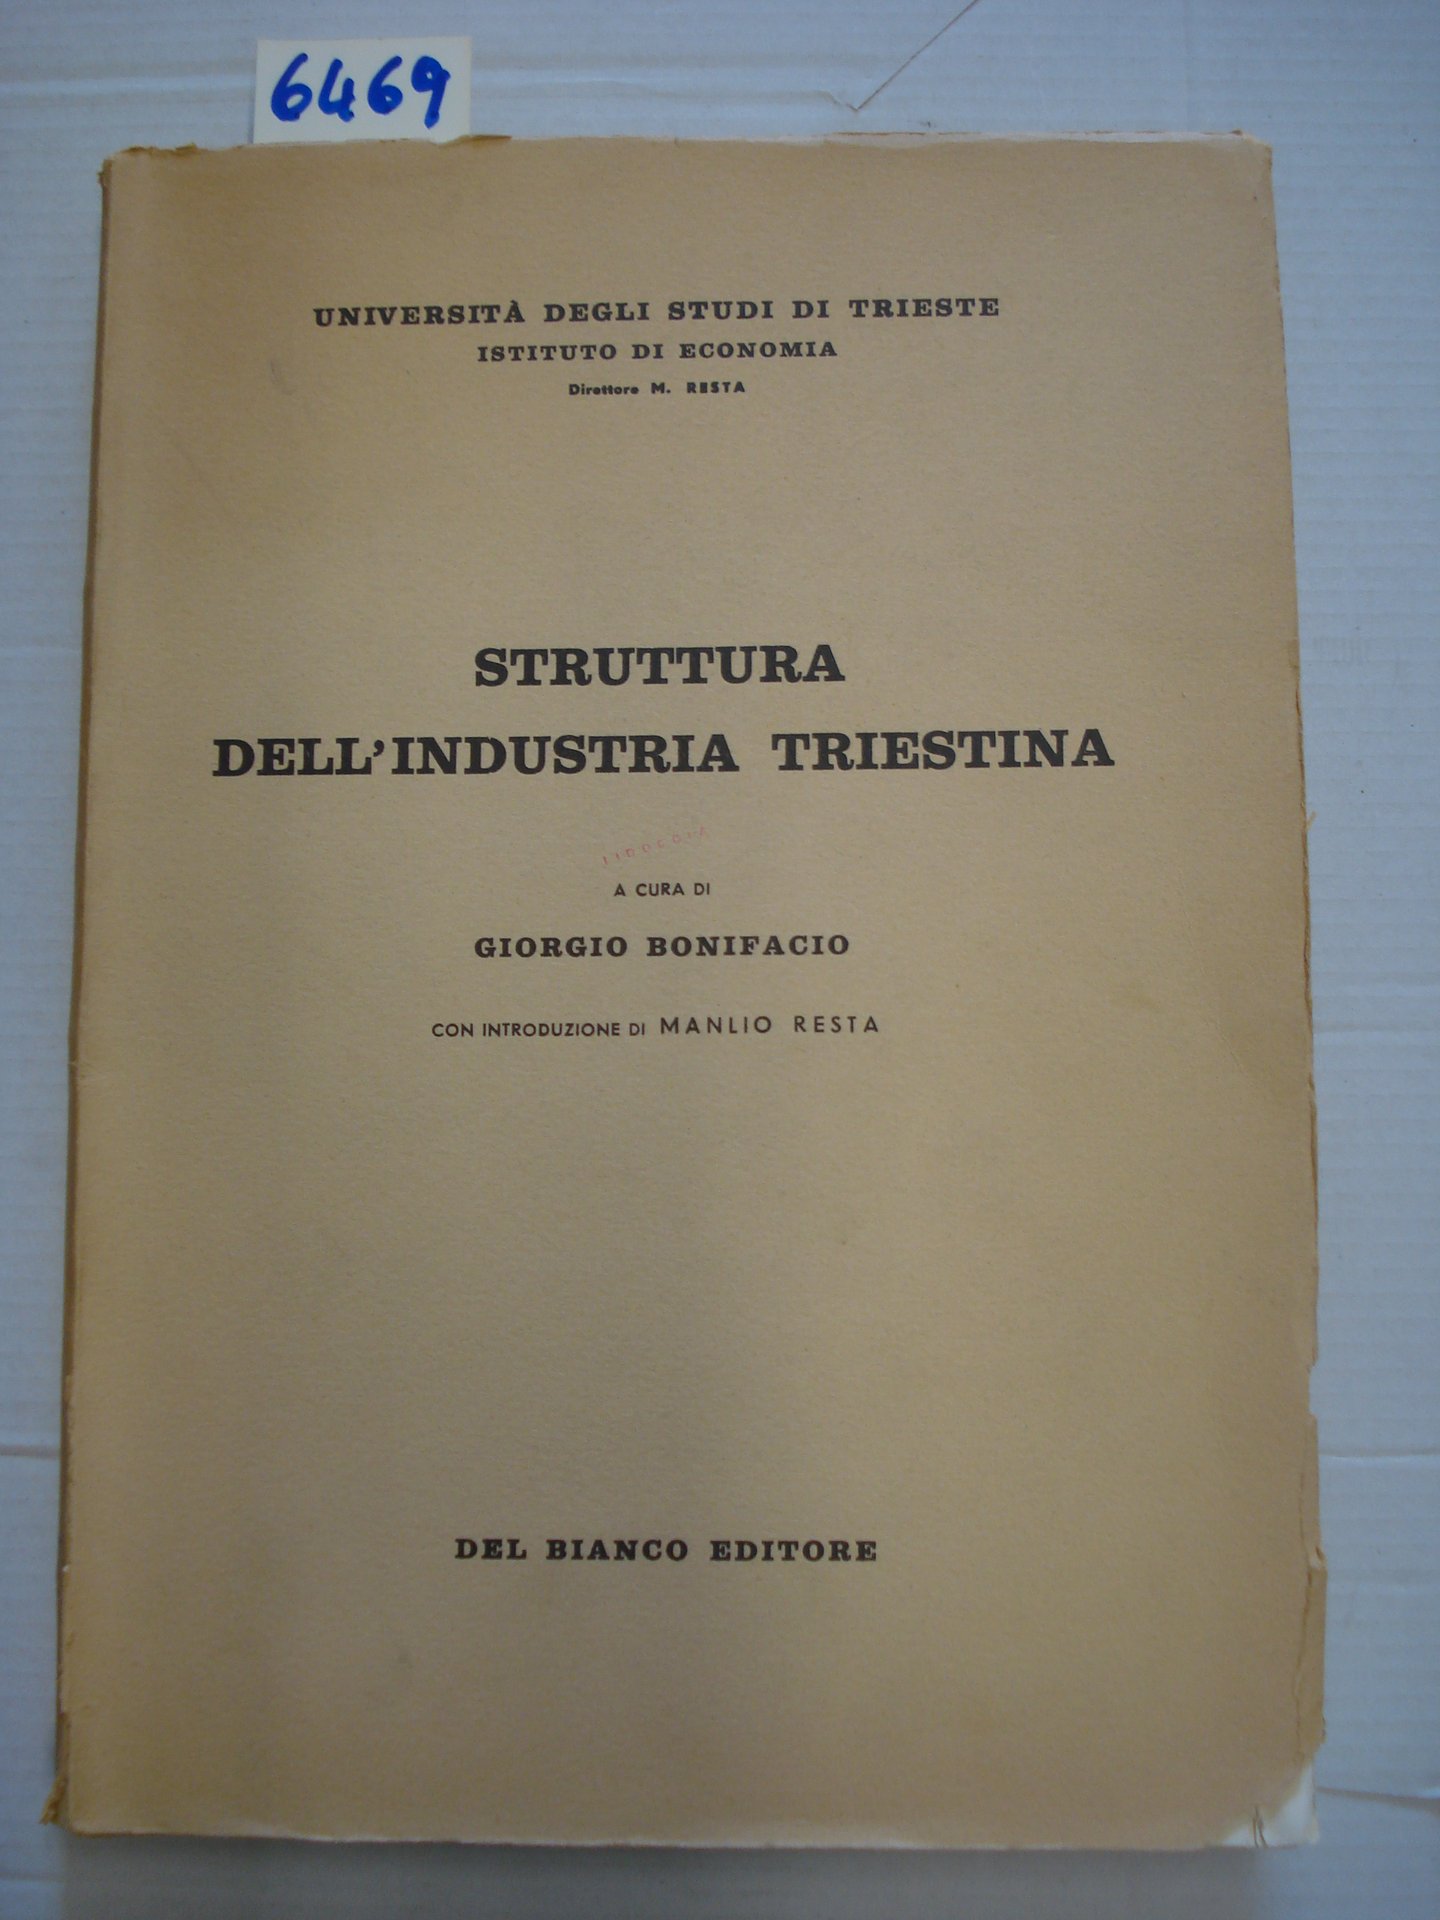 6469
UNIVERSITÀ DEGLI STUDI DI TRIESTE
ISTITUTO DI ECONOMIA
Direttore M. RESTA
STRUTTURA
DELL'INDUSTRIA TRIESTINA
A CURA DI
GIORGIO BONIFACIO
CON INTRODUZIONE DI MANLIO RESTA
DEL BIANCO EDITORE